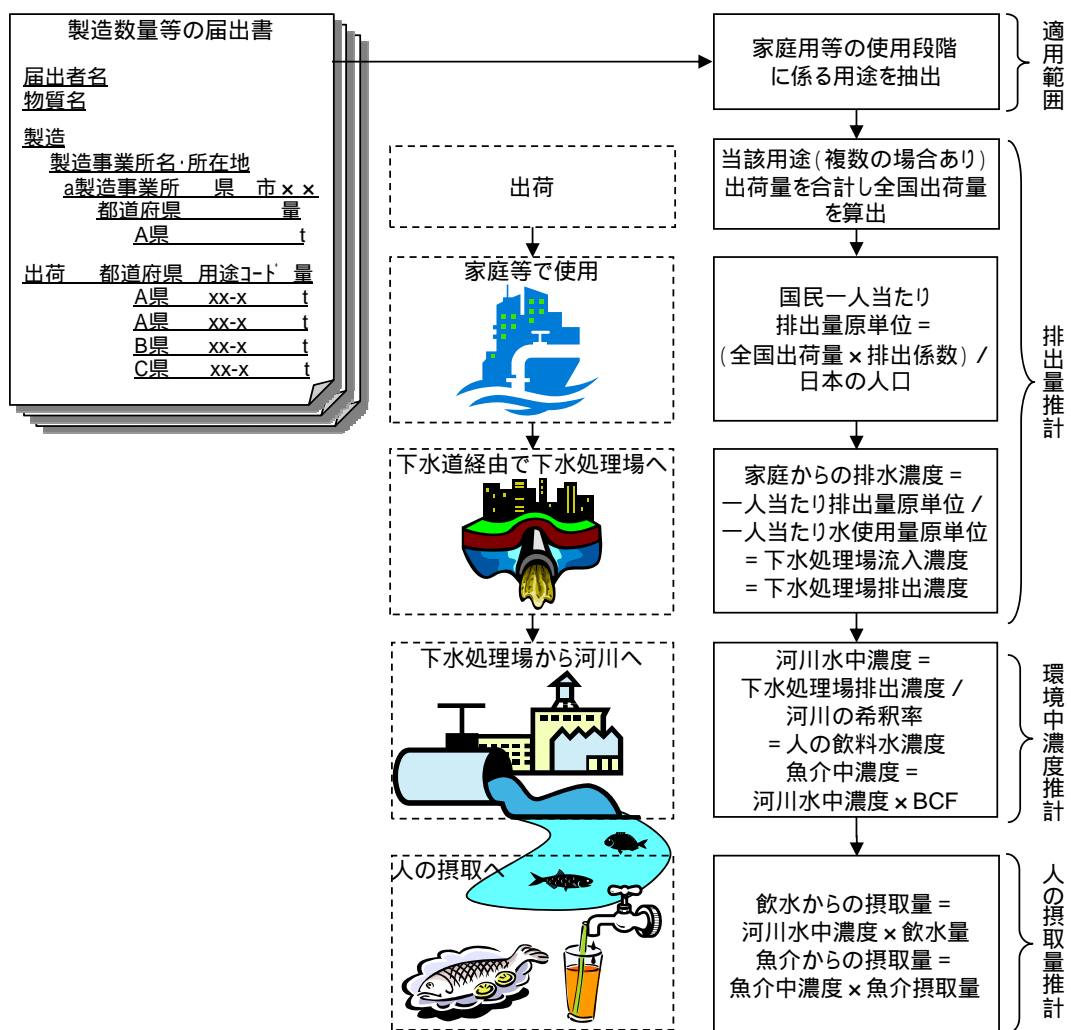 製造数量等の届出書
届出者名
物質名
製造
製造事業所名・所在地
a製造事業所 県 市××
都道府県 量
A県 t
出荷 都道府県 用途コード 量
A県 xx-x t
A県 xx-x t
B県 xx-x t
C県 xx-x t
出荷
家庭等で使用
下水道経由で下水処理場へ
下水処理場から河川へ
人の摂取へ
家庭用等の使用段階
に係る用途を抽出
当該用途(複数の場合あり)
出荷量を合計し全国出荷量
を算出
国民一人当たり
排出量原単位=
(全国出荷量×排出係数)/
日本の人口
家庭からの排水濃度=
一人当たり排出量原単位/
一人当たり水使用量原単位
=下水処理場流入濃度
=下水処理場排出濃度
河川水中濃度=
下水処理場排出濃度/
河川の希釈率
=人の飲料水濃度
魚介中濃度=
河川水中濃度×BCF
飲水からの摂取量=
河川水中濃度×飲水量
魚介からの摂取量=
魚介中濃度×魚介摂取量
適用範囲
排出量推計
環境中濃度推計
人の摂取量推計